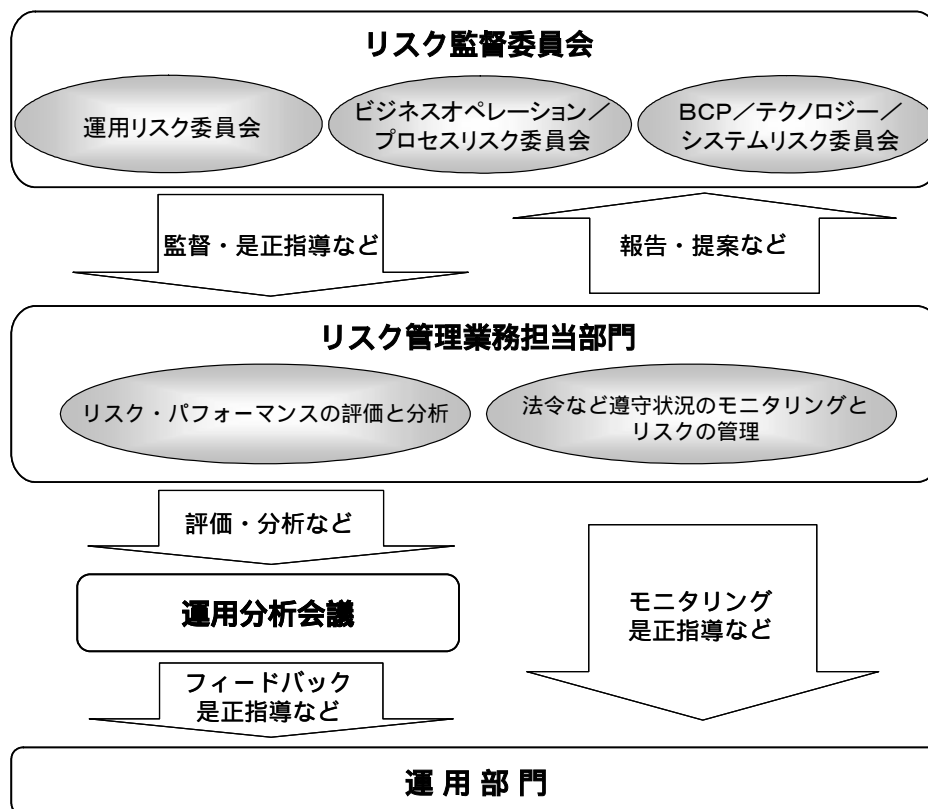 リスク監督委員会
運用リスク委員会
ビジネスオペレーション／
プロセスリスク委員会
BCP／テクノロジー／
システムリスク委員会
監督・是正指導など
報告・提案など
リスク管理業務担当部門
リスク・パフォーマンスの評価と分析
法令など遵守状況のモニタリングと
リスクの管理
評価・分析など
運用分析会議
モニタリング
是正指導など
フィードバック
是正指導など
運 用 部 門